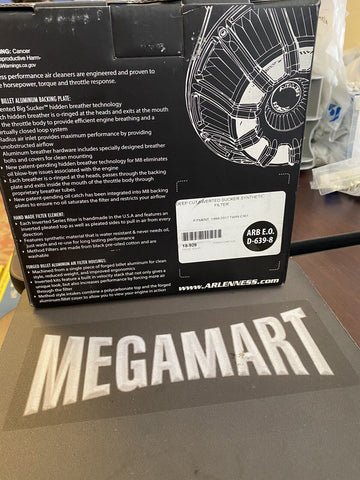 NING: Cancer
eproductive Harm-
Warnings.ca.gov
ess performance air cleaners are engineered and proven to
e horsepower, torque and throttle response.
BILLET ALUMINUM BACKING PLATE:
ented Big Sucker™ hidden breather technology
ch hidden breather is o-ringed at the heads and exits at the mouth
the throttle body to provide efficient engine breathing and a
virtually closed loop system
Radius air inlet provides maximum performance by providing
unobstructed airflow
Aluminum breather hardware includes specially designed breather
bolts and covers for clean mounting
New patent-pending hidden breather technology for M8 eliminates
oil blow-bye issues associated with the engine
Each breather is o-ringed at the heads, passes through the backing
plate and exits inside the mouth of the throttle body through
proprietary breather tubes
New patent-pending oil catch has been integrated into M8 backing
plates to ensure no oil saturates the filter and restricts your airflow
HAND MADE FILTER ELEMENT:
• Each Inverted Series filter is handmade in the U.S.A and features an
inverted pleated top as well as pleated sides to pull in air from every
angle
• Features synthetic material that is water resistant & never needs oil,
just wash and re-use for long lasting performance
• Method Filters are made from black pre-oiled cotton and are
washable
FORGED BILLET ALUMINUM AIR FILTER HOUSINGS:
• Machined from a single piece of forged billet aluminum for clean
style, reduced weight, and improved ergonomics
• Inverted kits feature a built in velocity stack that not only gives a
unique look, but also increases performance by forcing more air
through the filter
• Method style intakes combine a polycarbonate top and the forged
aluminum filter cover to allow you to view your engine in action
DEEP CUT INVERTED SUCKER SYNTHETIC
FILTER
18-926
ARB E.O.
D-639-8
WWW.ARLENNESS.COM
MEGAMART